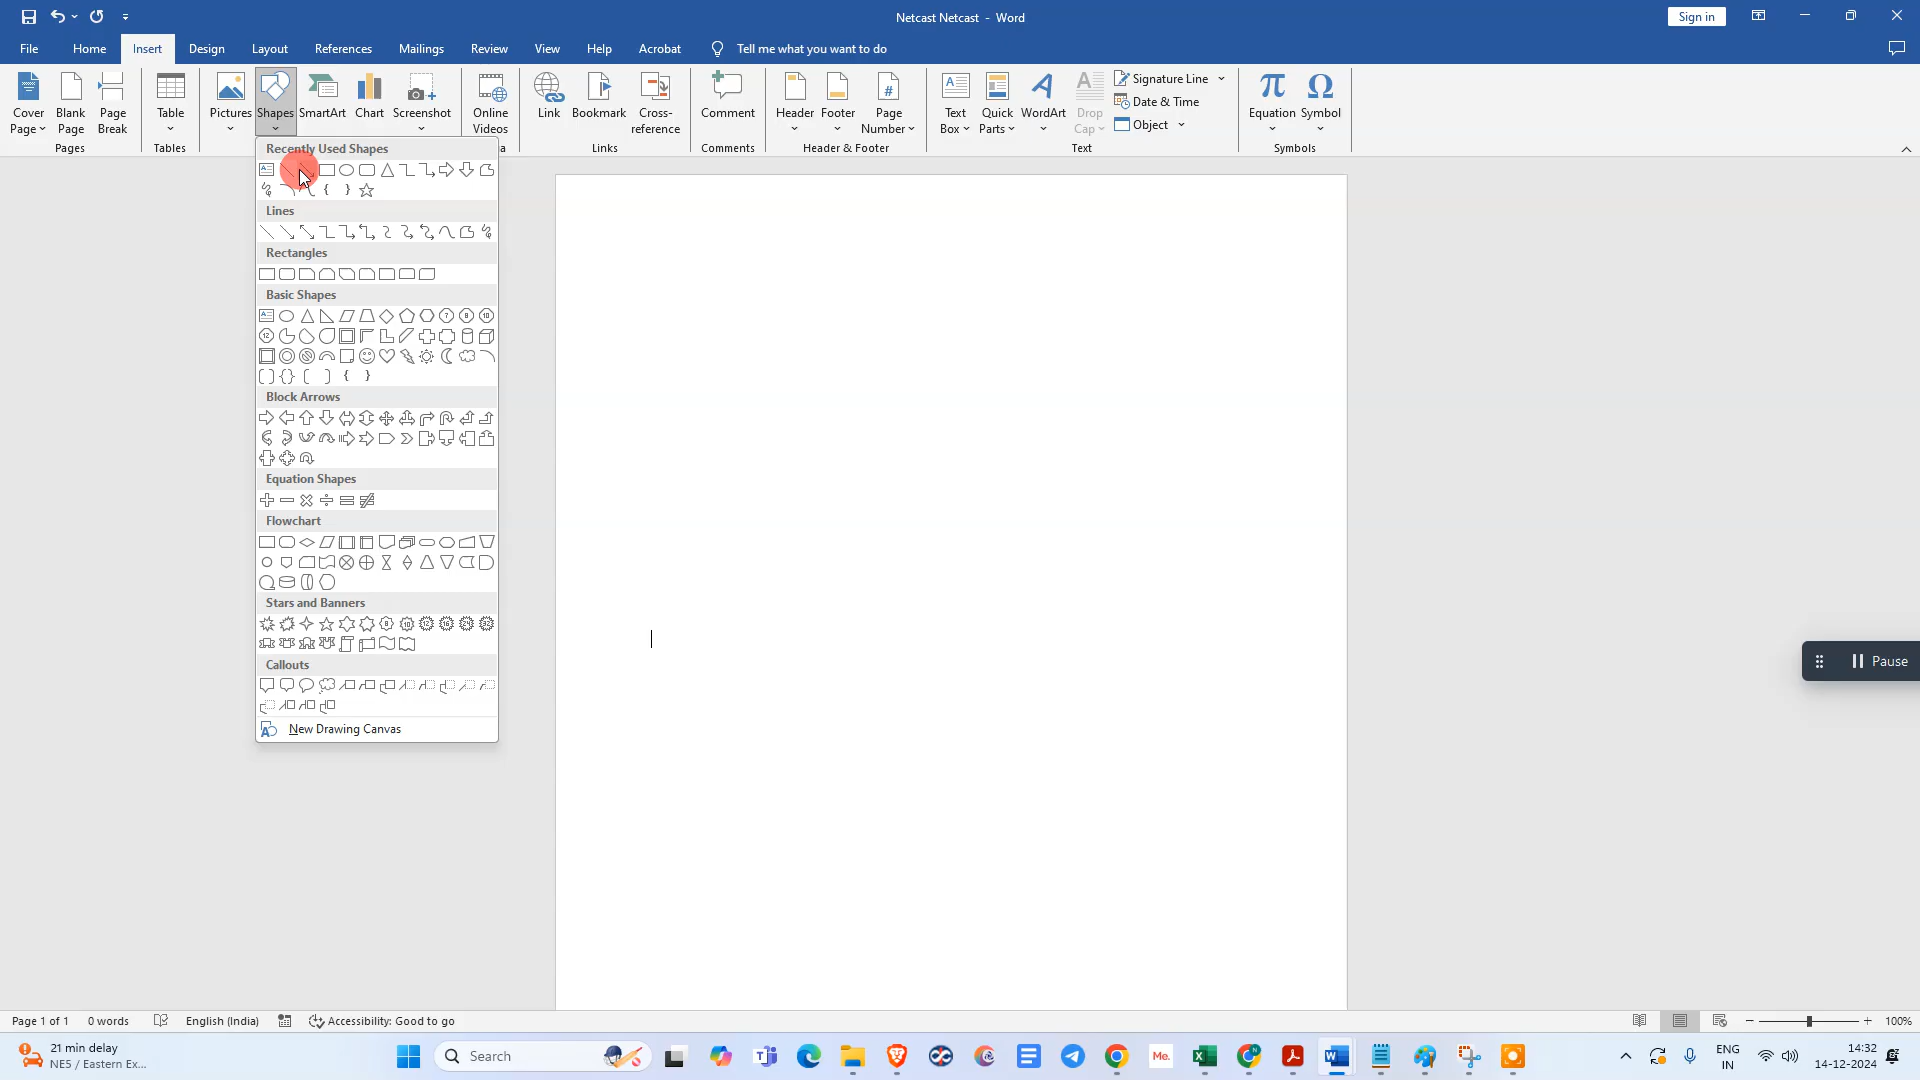 Netcast Netcast - Word
Sign in
File Home Insert Design Layout References Mailings Review View Help Acrobat Tell me what you want to do
Cover Page
Blank Page
Page Break
Table
Pictures
Shapes
SmartArt
Chart
Screenshot
Online Videos
Link
Bookmark
Cross-reference
Comment
Header
Footer
Page Number
Text Box
Quick Parts
WordArt
Drop Cap
Signature Line
Date & Time
Object
Equation
Symbol
Pages
Tables
Links
Comments
Header & Footer
Text
Symbols
Recently Used Shapes
Lines
Rectangles
Basic Shapes
Block Arrows
Equation Shapes
Flowchart
Stars and Banners
Callouts
New Drawing Canvas
Pause
Page 1 of 1 0 words English (India) Accessibility: Good to go 100%
21 min delay
NE5 / Eastern Ex...
Search
Me.
ENG
IN
14:32
14-12-2024